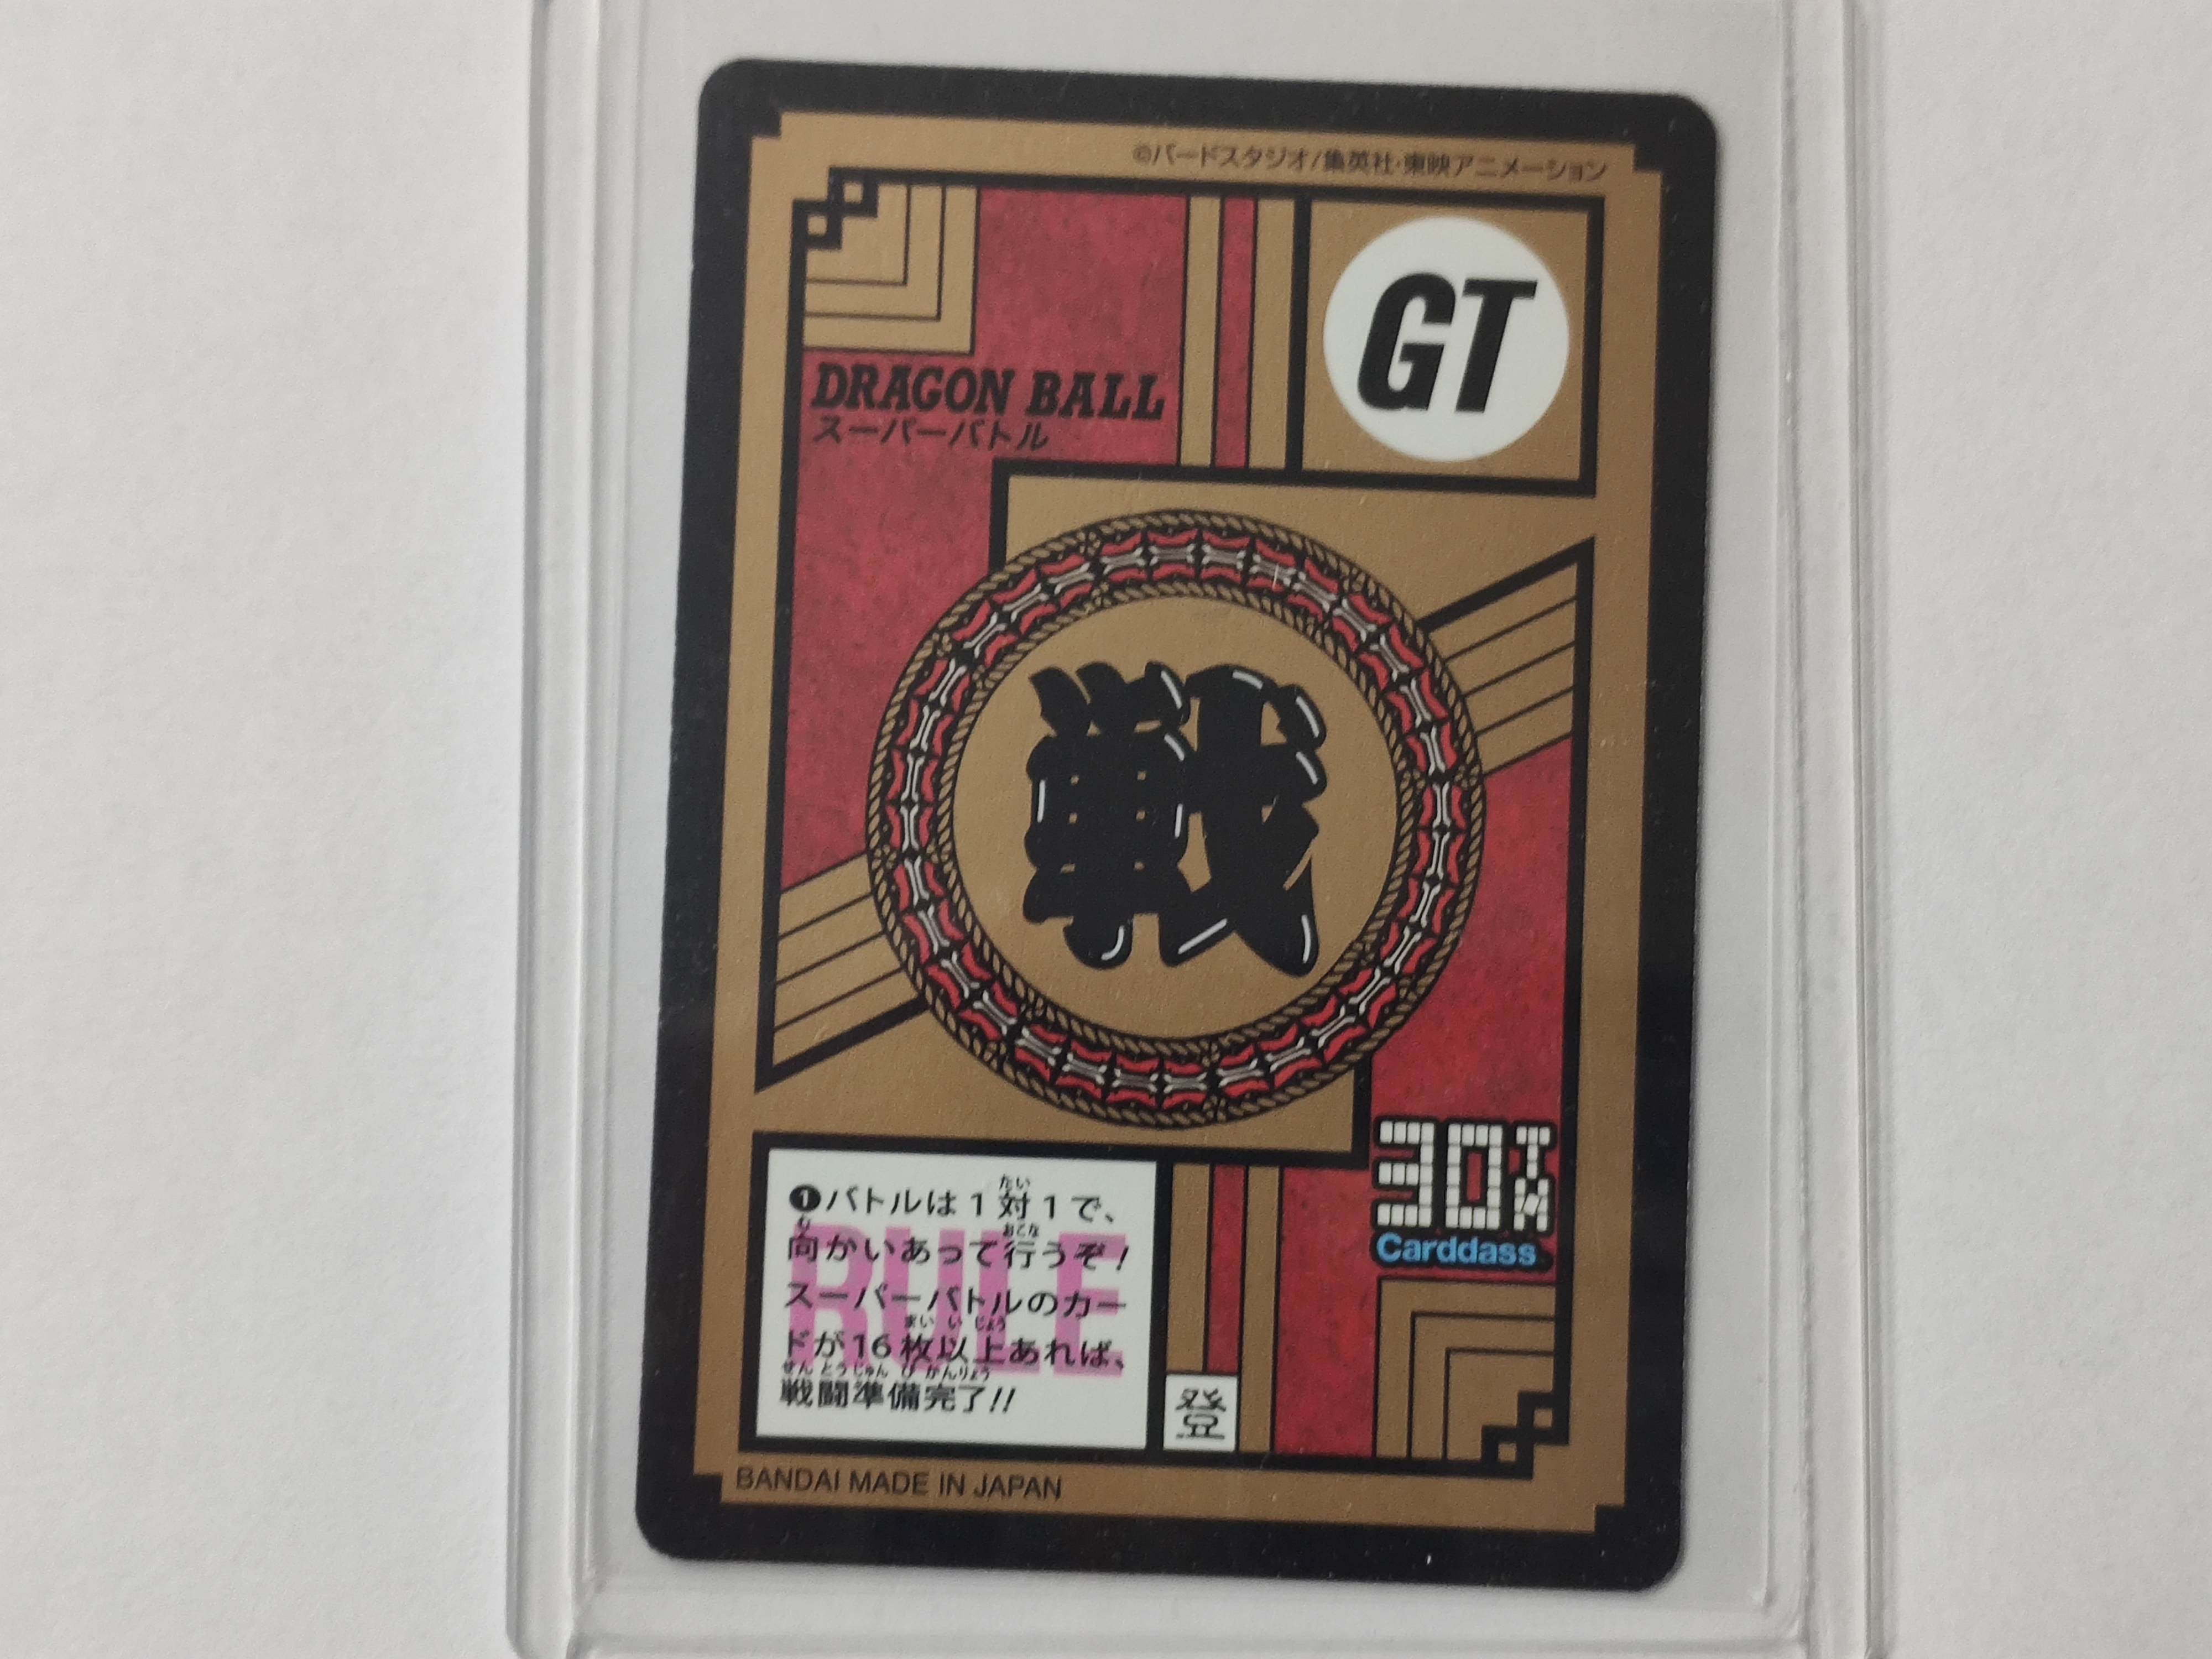 ©バードスタジオ/集英社・東映アニメーション
GT
DRAGON BALL
スーパーバトル
戦
❶バトルは1対1で、
向かいあって行うぞ!
スーパーバトルのカー
ドが16枚以上あれば、
戦闘準備完了!!
RULE
登
30TH
Carddass
BANDAI MADE IN JAPAN